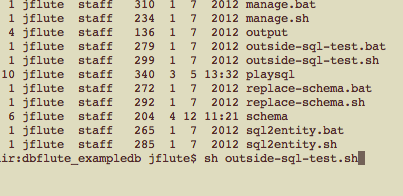 1 jflute staff 310 1 7 2012 manage.bat
1 jflute staff 234 1 7 2012 manage.sh
4 jflute staff 136 1 7 2012 output
1 jflute staff 279 1 7 2012 outside-sql-test.bat
1 jflute staff 299 1 7 2012 outside-sql-test.sh
10 jflute staff 340 3 5 13:32 playsql
1 jflute staff 272 1 7 2012 replace-schema.bat
1 jflute staff 292 1 7 2012 replace-schema.sh
6 jflute staff 204 4 12 11:21 schema
1 jflute staff 265 1 7 2012 sql2entity.bat
1 jflute staff 285 1 7 2012 sql2entity.sh
ir:dbflute_exampledb jflute$ sh outside-sql-test.sh